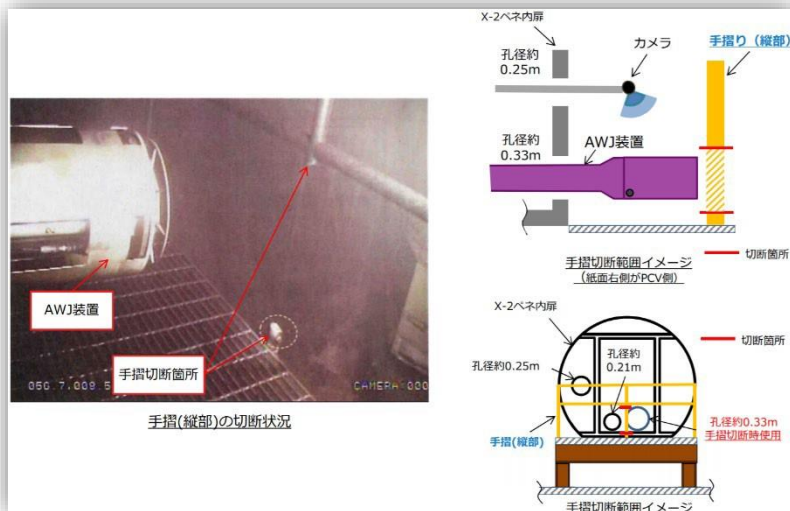 AWJ装置
手摺切断箇所
CAMERA:000
手摺(縦部)の切断状況
X-2ペネ内扉
カメラ
手摺り（縦部）
孔径約
0.25m
孔径約
0.33m
AWJ装置
切断箇所
手摺切断範囲イメージ
（紙面右側がPCV側）
X-2ペネ内扉
切断箇所
孔径約0.25m
孔径約
0.21m
孔径約0.33m
手摺切断時使用
手摺(縦部)
手摺切断範囲イメージ